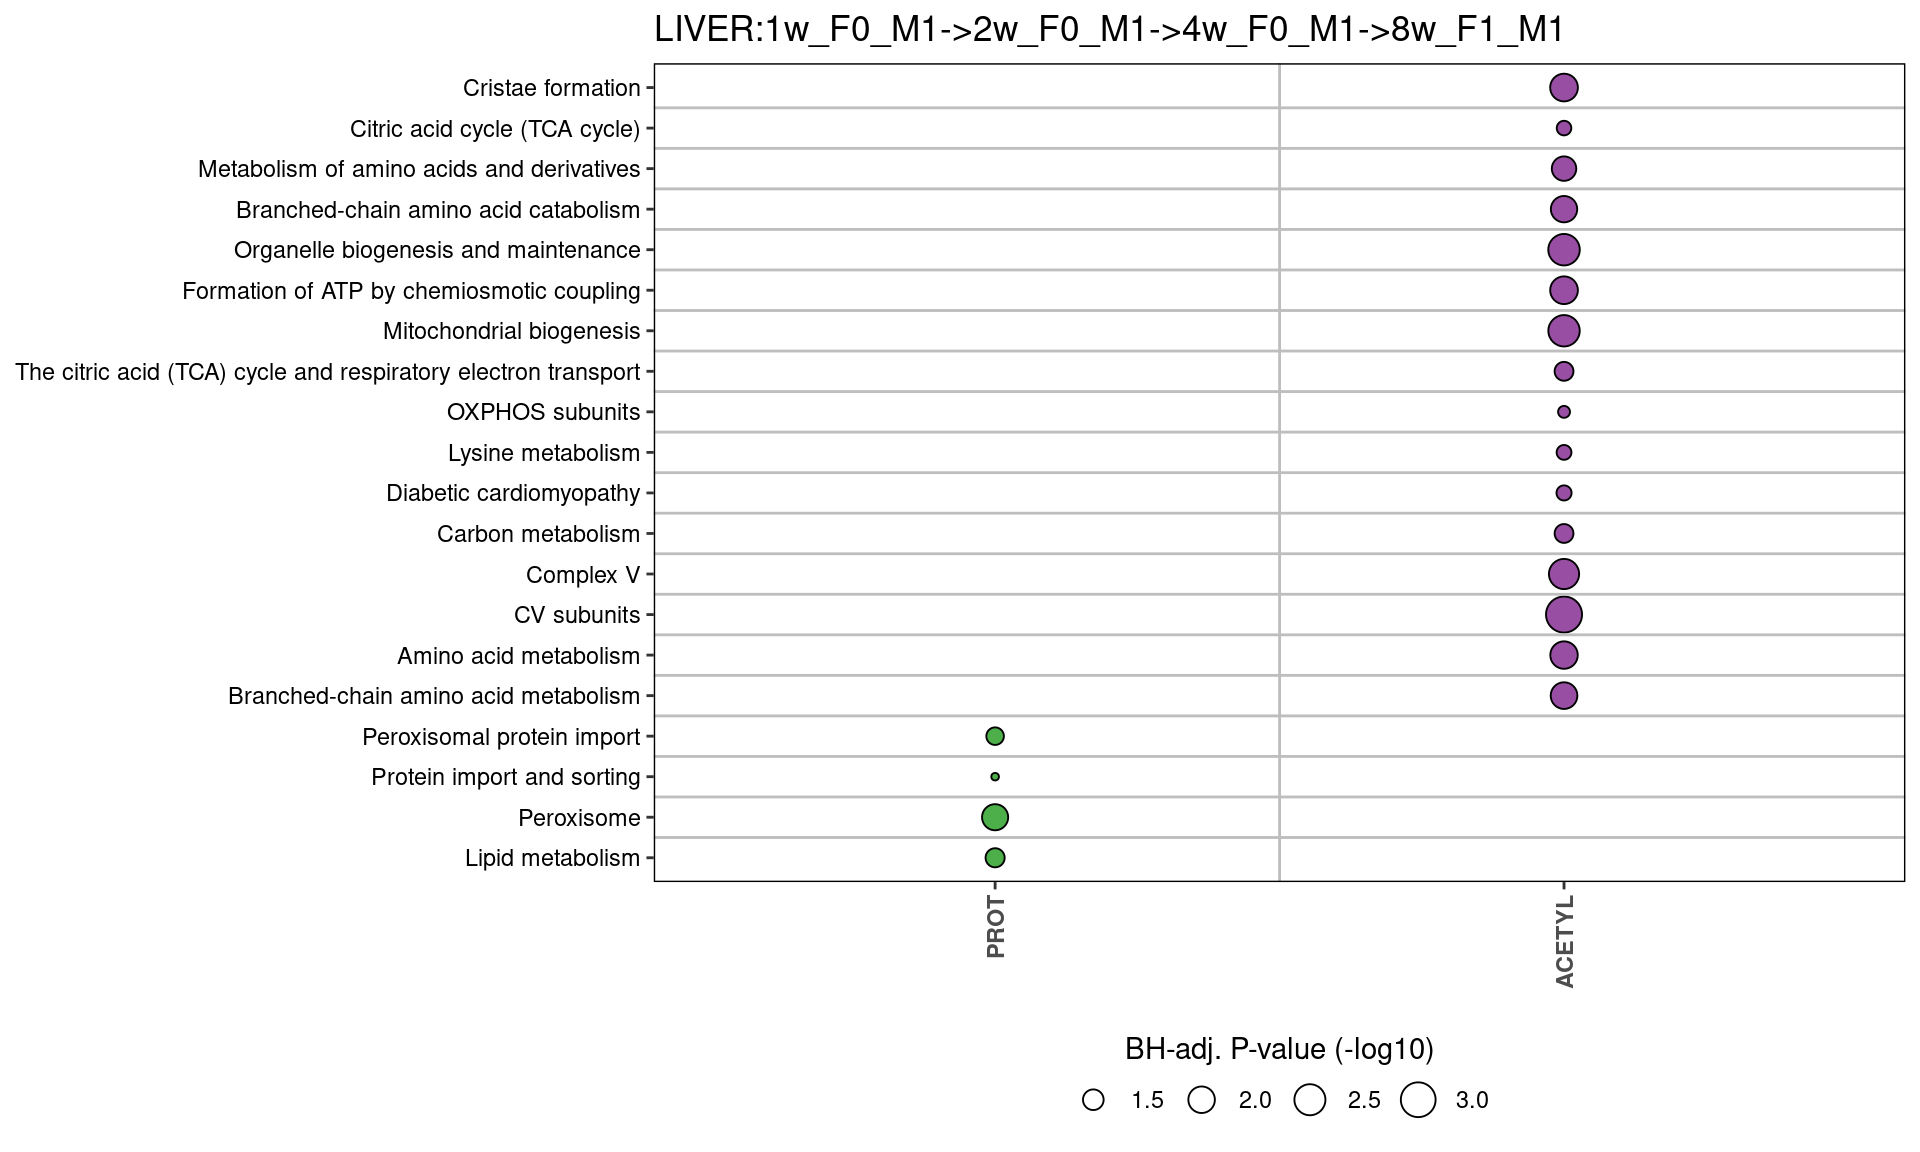 LIVER:1w_F0_M1->2w_F0_M1->4w_F0_M1->8w_F1_M1
Cristae formation
Citric acid cycle (TCA cycle)
Metabolism of amino acids and derivatives
Branched-chain amino acid catabolism
Organelle biogenesis and maintenance
Formation of ATP by chemiosmotic coupling
Mitochondrial biogenesis
The citric acid (TCA) cycle and respiratory electron transport
OXPHOS subunits
Lysine metabolism
Diabetic cardiomyopathy
Carbon metabolism
Complex V
CV subunits
Amino acid metabolism
Branched-chain amino acid metabolism
Peroxisomal protein import
Protein import and sorting
Peroxisome
Lipid metabolism
PROT
ACETYL
BH-adj. P-value (-log10)
1.5 2.0 2.5 3.0